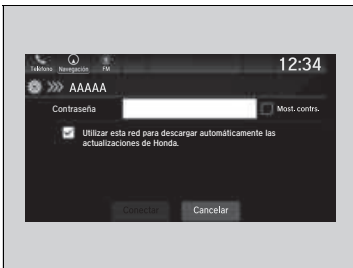 Teléfono Navegación FM
12:34
AAAAA
Contraseña
Most. contrs.
Utilizar esta red para descargar automáticamente las
actualizaciones de Honda.
Conectar Cancelar